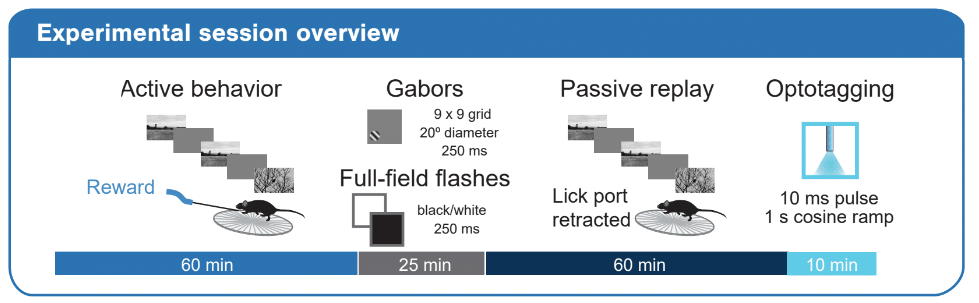 Experimental session overview
Active behavior
Reward
60 min
Gabors
9 x 9 grid
20º diameter
250 ms
Full-field flashes
black/white
250 ms
25 min
Passive replay
Lick port
retracted
60 min
Optotagging
10 ms pulse
1 s cosine ramp
10 min